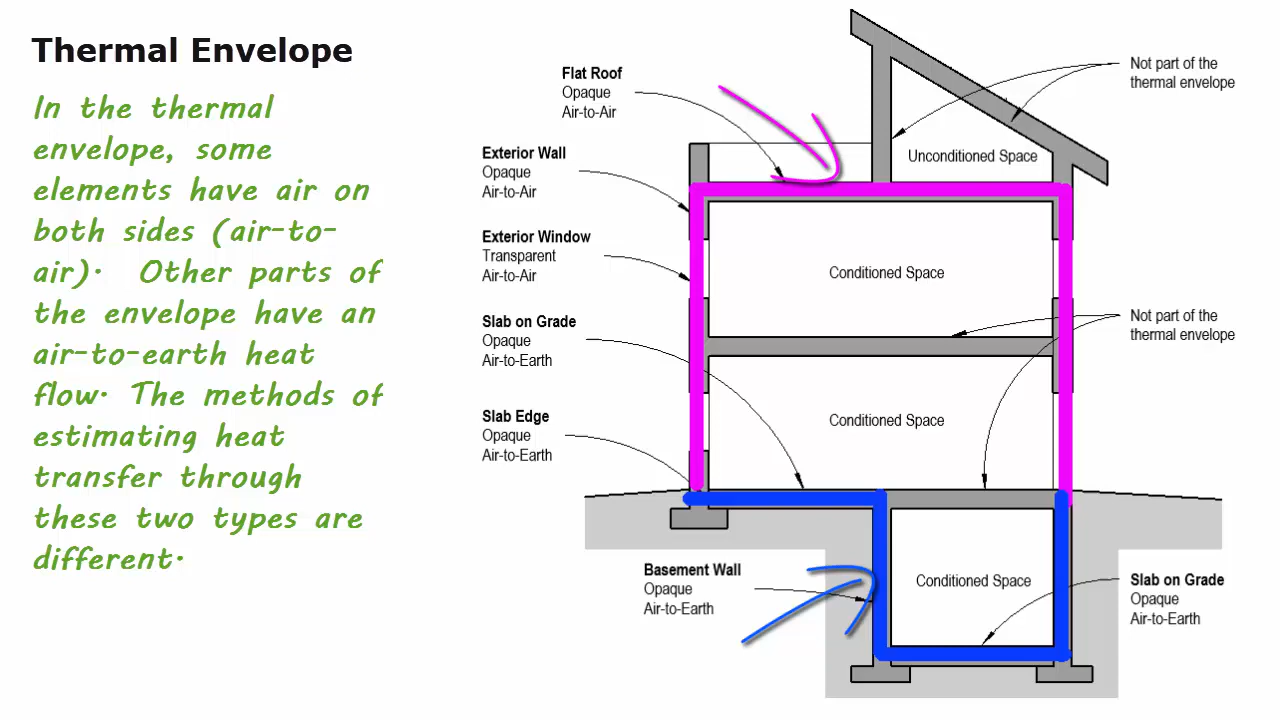 Thermal Envelope
In the thermal
envelope, some
elements have air on
both sides (air-to-
air). Other parts of
the envelope have an
air-to-earth heat
flow. The methods of
estimating heat
transfer through
these two types are
different.
Flat Roof
Opaque
Air-to-Air
Exterior Wall
Opaque
Air-to-Air
Exterior Window
Transparent
Air-to-Air
Slab on Grade
Opaque
Air-to-Earth
Slab Edge
Opaque
Air-to-Earth
Basement Wall
Opaque
Air-to-Earth
Unconditioned Space
Conditioned Space
Conditioned Space
Conditioned Space
Not part of the
thermal envelope
Not part of the
thermal envelope
Slab on Grade
Opaque
Air-to-Earth